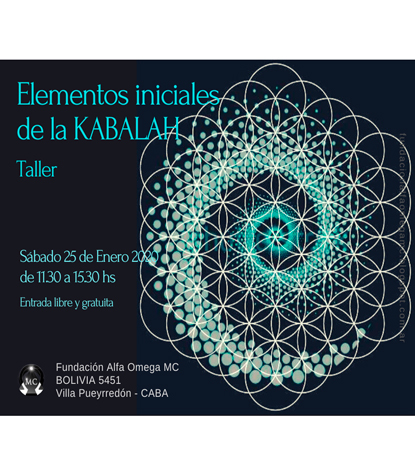 Elementos iniciales
de la KABALAH
Taller
Sábado 25 de Enero 2020
de 11.30 a 15.30 hs
Entrada libre y gratuita
MC
Fundación Alfa Omega MC
BOLIVIA 5451
Villa Pueyrredón - CABA